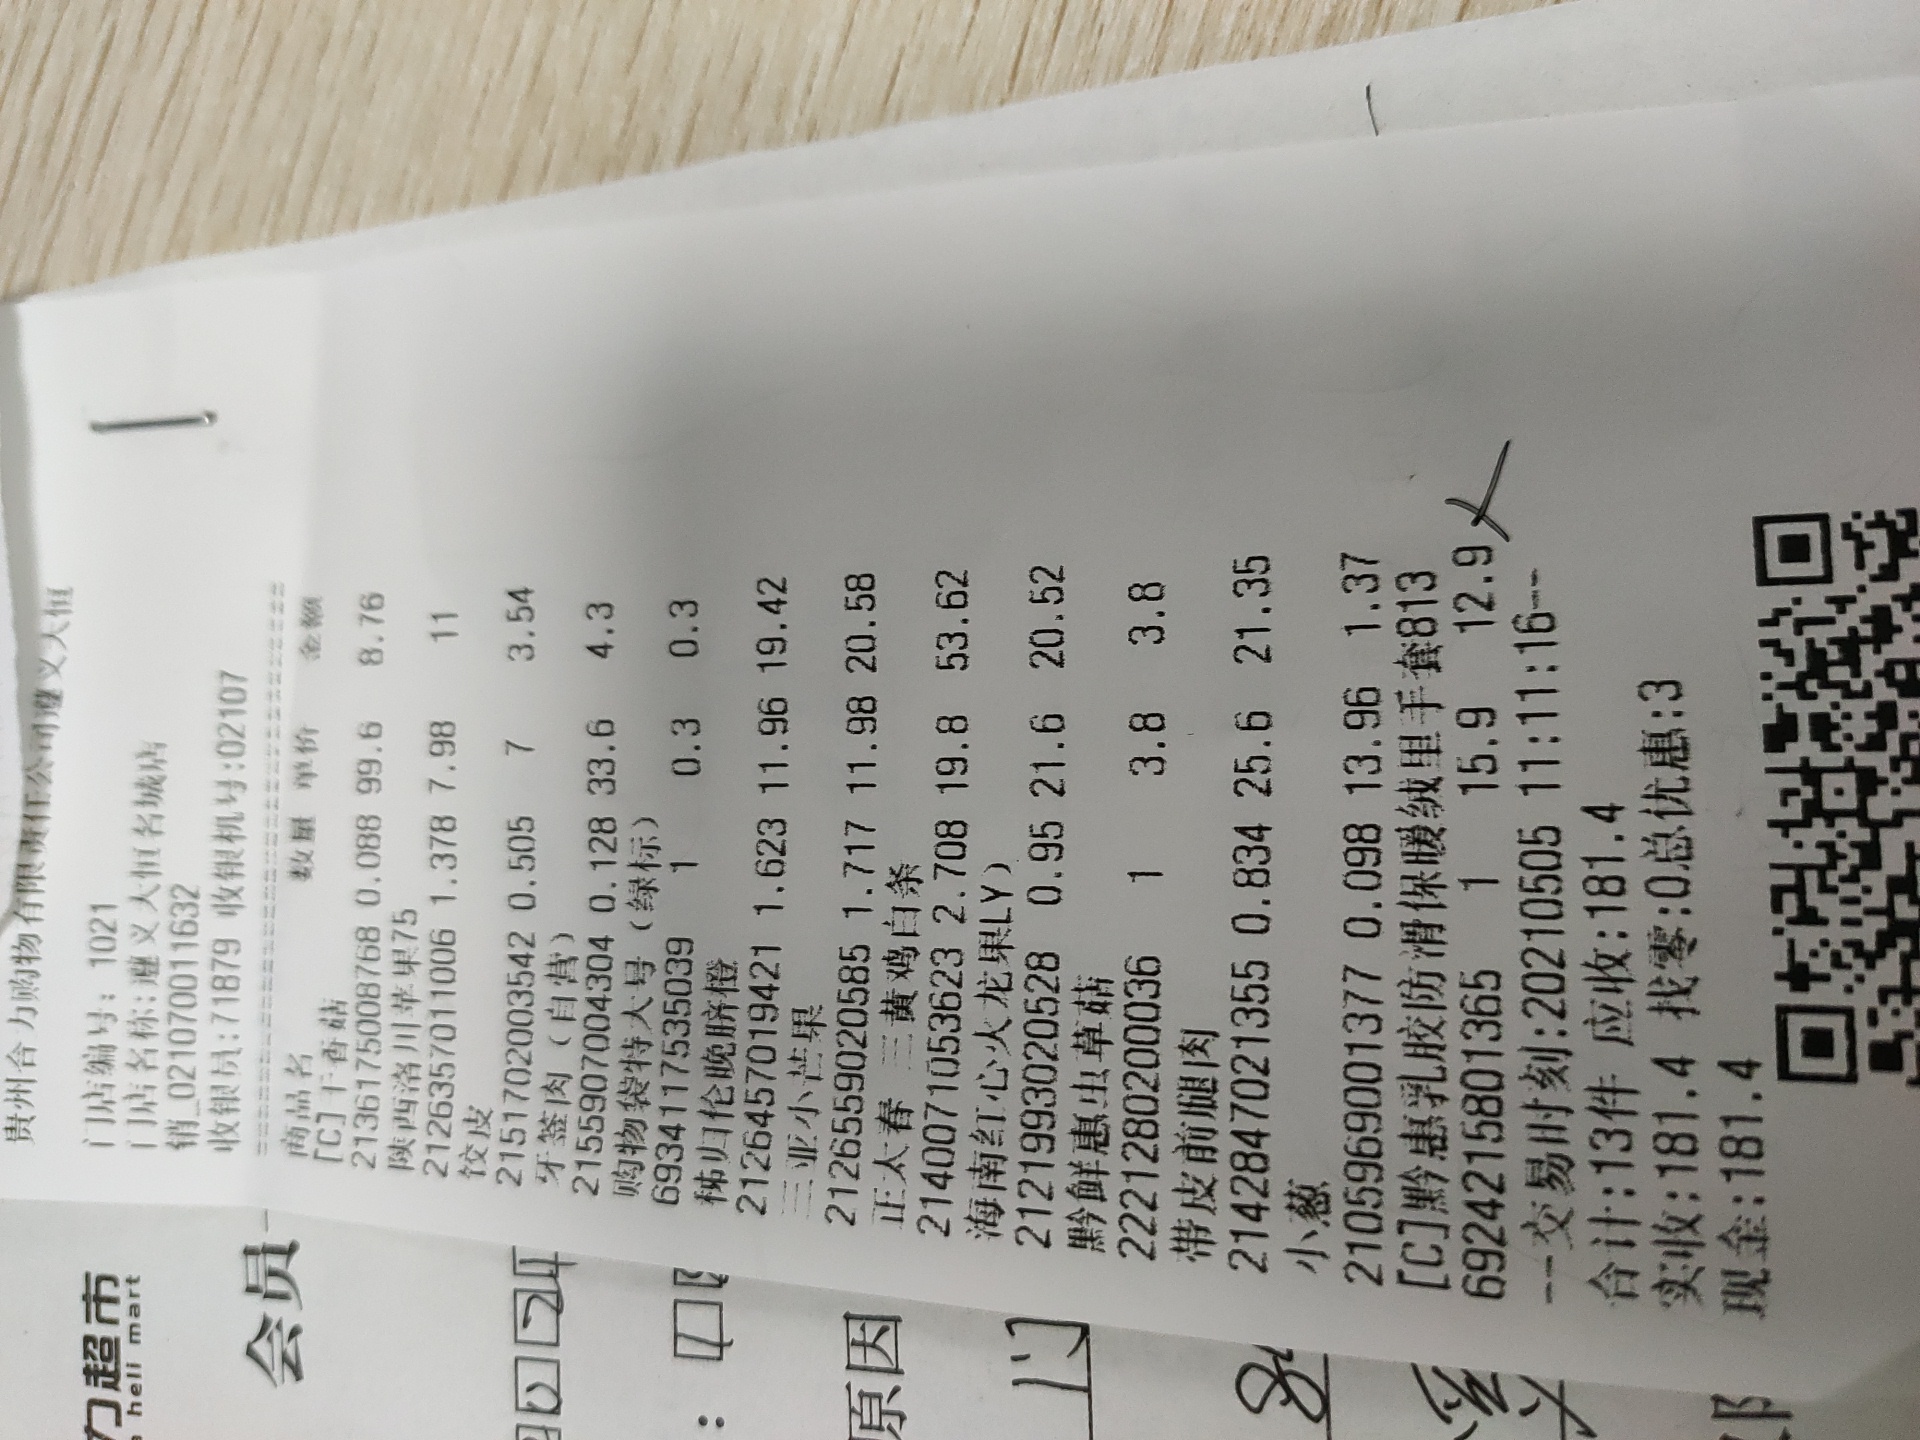 贵州合力购物有限责任公司遵义大恒
门店编号: 1021
门店名称:遵义大恒名城店
销_021070011632
收银员:71879 收银机号:02107
商品名 数量 单价 金额
[C]干香菇
2136175008768 0.088 99.6 8.76
陕西洛川苹果75
2126357011006 1.378 7.98 11
饺皮
2151702003542 0.505 7 3.54
牙签肉(自营)
2155907004304 0.128 33.6 4.3
购物袋特大号(绿标)
6934117535039 1 0.3 0.3
秭归伦晚脐橙
2126457019421 1.623 11.96 19.42
三亚小芒果
2126559020585 1.717 11.98 20.58
正太春 三黄鸡白条
2140071053623 2.708 19.8 53.62
海南红心火龙果LY)
2121993020528 0.95 21.6 20.52
黔鲜惠虫草菇
2221280200036 1 3.8 3.8
带皮前腿肉
2142847021355 0.834 25.6 21.35
小葱
2105969001377 0.098 13.96 1.37
[C]黔惠乳胶防滑保暖绒里手套813
6924215801365 1 15.9 12.9
--交易时刻:20210505 11:11:16--
合计:13件 应收:181.4
实收:181.4 找零:0总优惠:3
现金:181.4
力超市
hell mart
会员
原因